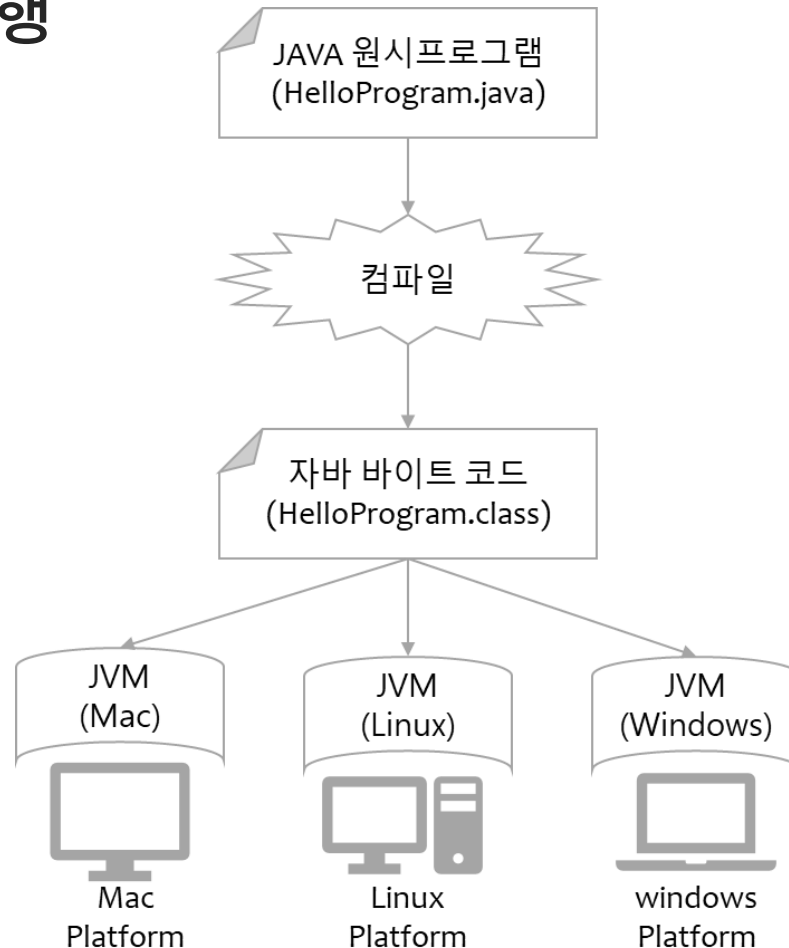 JAVA 원시프로그램
(HelloProgram.java)
컴파일
자바 바이트 코드
(HelloProgram.class)
JVM
(Mac)
JVM
(Linux)
JVM
(Windows)
Mac
Platform
Linux
Platform
windows
Platform